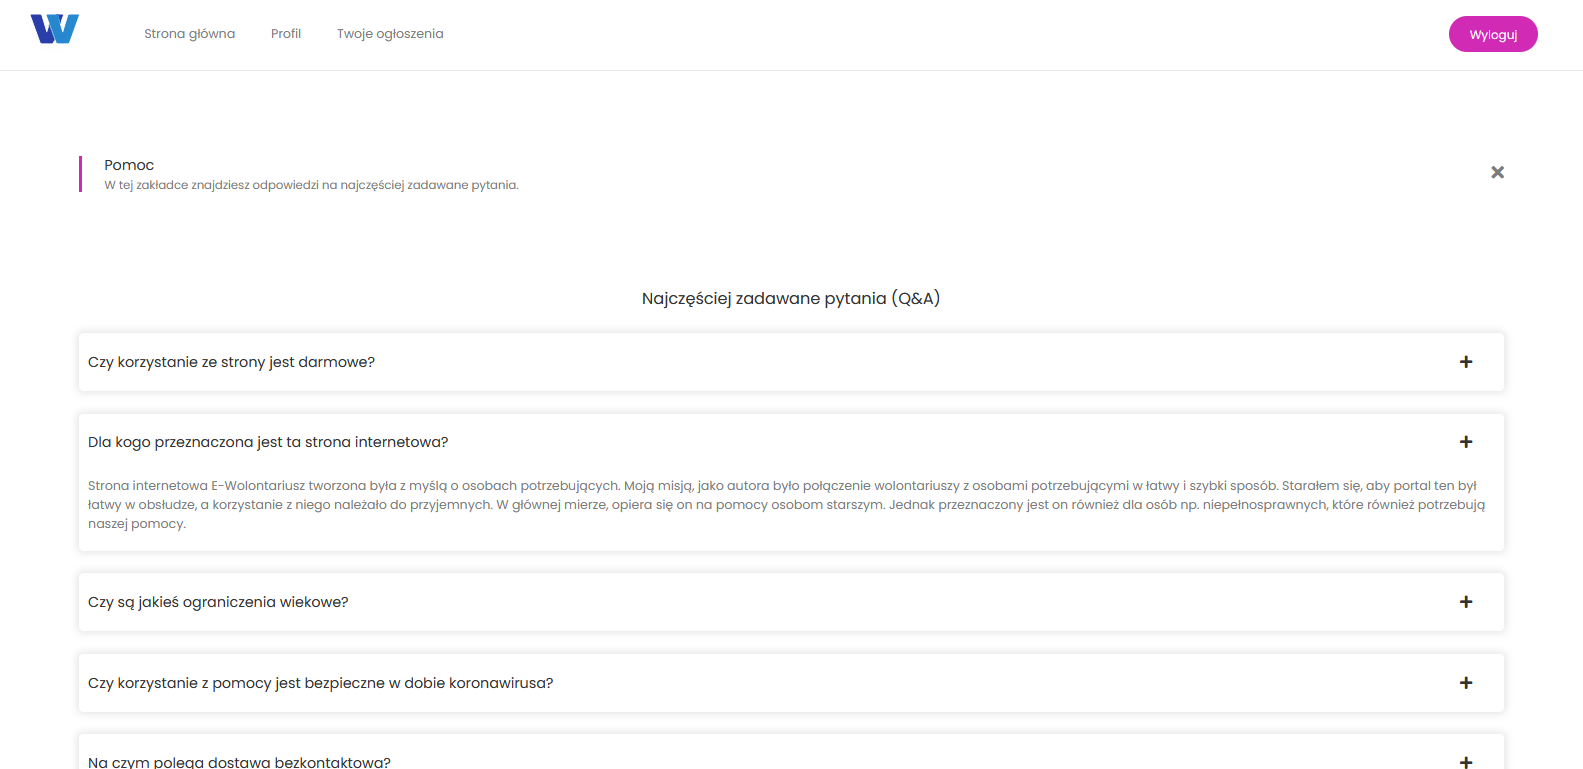 Strona główna Profil Twoje ogłoszenia Wyloguj
Pomoc
W tej zakładce znajdziesz odpowiedzi na najczęściej zadawane pytania.
Najczęściej zadawane pytania (Q&A)
Czy korzystanie ze strony jest darmowe?
Dla kogo przeznaczona jest ta strona internetowa?
Strona internetowa E-Wolontariusz tworzona była z myślą o osobach potrzebujących. Moją misją, jako autora było połączenie wolontariuszy z osobami potrzebującymi w łatwy i szybki sposób. Starałem się, aby portal ten był
łatwy w obsłudze, a korzystanie z niego należało do przyjemnych. W głównej mierze, opiera się on na pomocy osobom starszym. Jednak przeznaczony jest on również dla osób np. niepełnosprawnych, które również potrzebują
naszej pomocy.
Czy są jakieś ograniczenia wiekowe?
Czy korzystanie z pomocy jest bezpieczne w dobie koronawirusa?
Na czym polega dostawa bezkontaktowa?